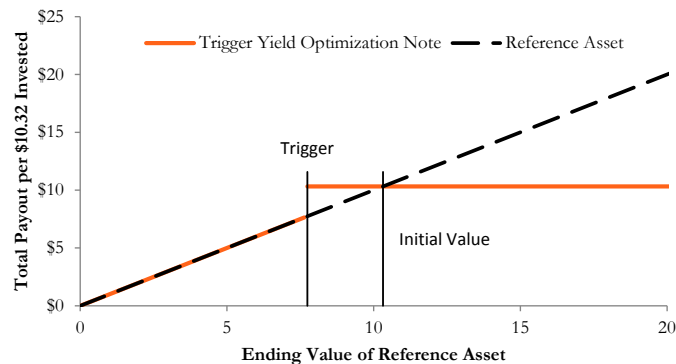 $25
Trigger Yield Optimization Note Reference Asset
$20
$15
Trigger
$10
Initial Value
$5
$0
0 5 10 15 20
Total Payout per $10.32 Invested
Ending Value of Reference Asset